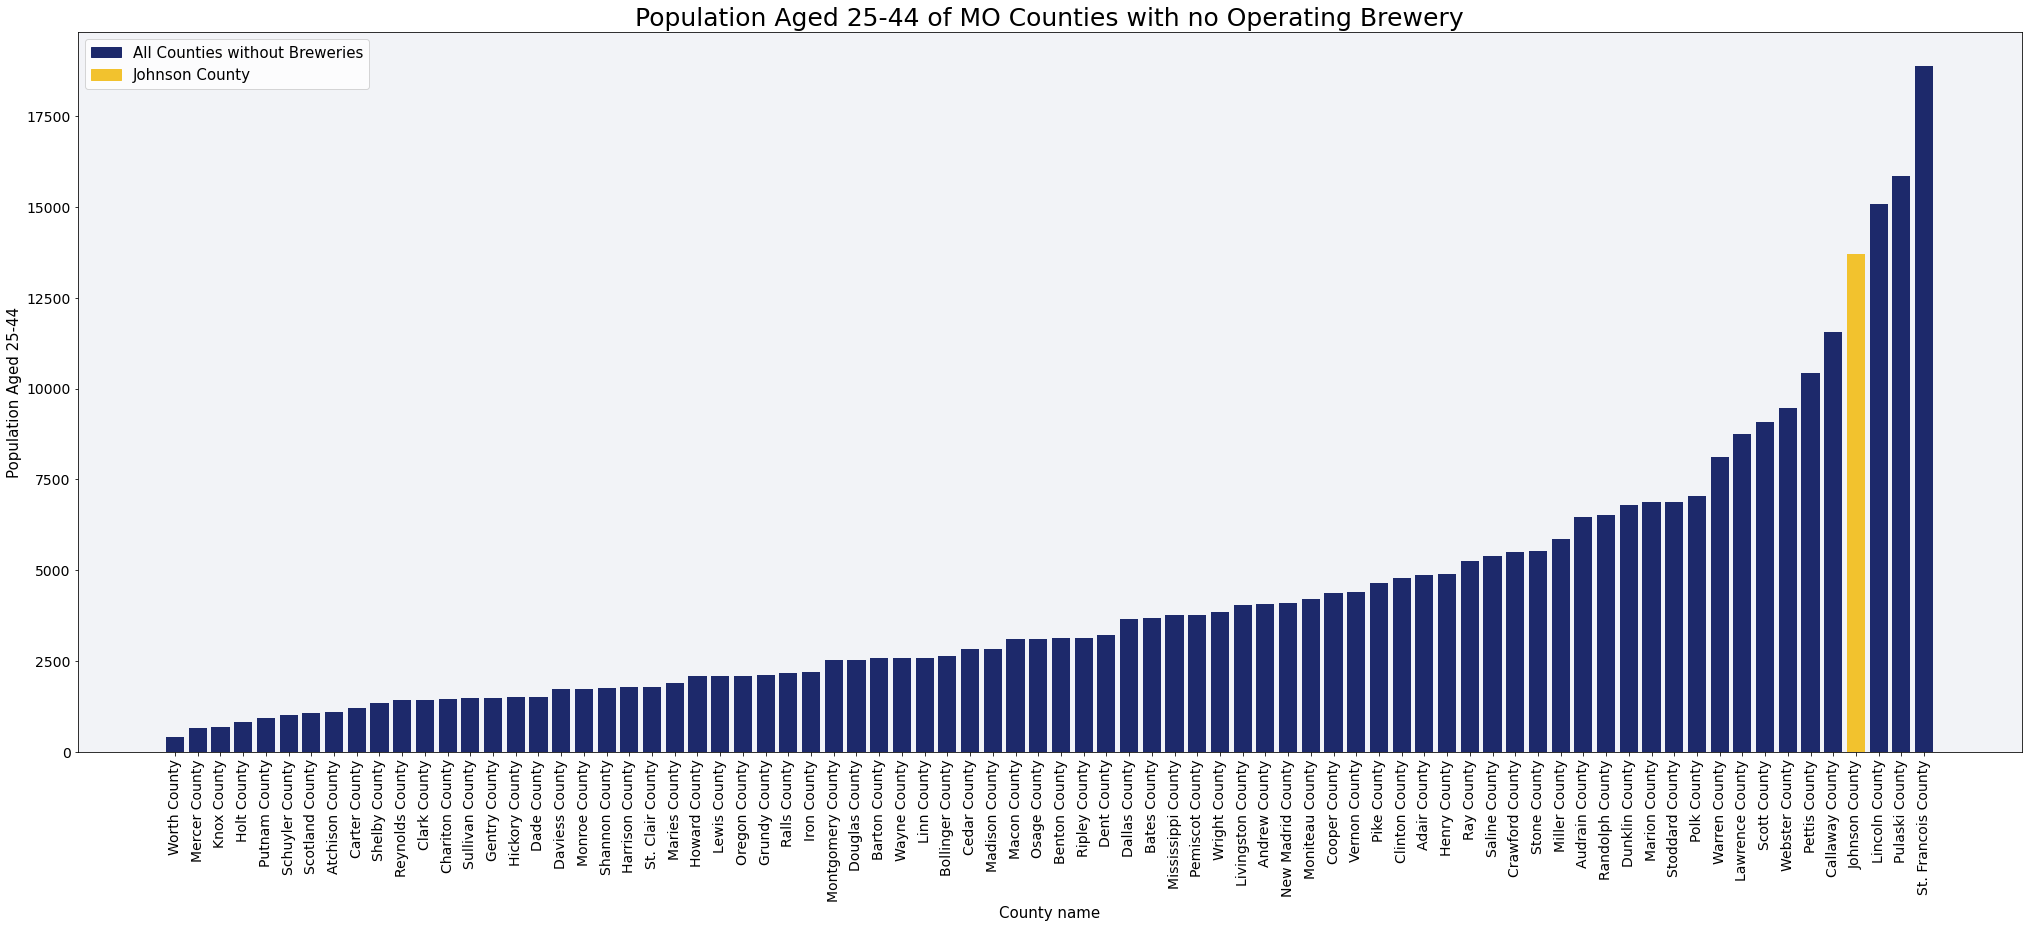 Population Aged 25-44 of MO Counties with no Operating Brewery
All Counties without Breweries
Johnson County
Population Aged 25-44
17500
15000
12500
10000
7500
5000
2500
0
Worth County
Mercer County
Knox County
Holt County
Putnam County
Schuyler County
Scotland County
Atchison County
Carter County
Shelby County
Reynolds County
Clark County
Chariton County
Sullivan County
Gentry County
Hickory County
Dade County
Daviess County
Monroe County
Shannon County
Harrison County
St. Clair County
Maries County
Howard County
Lewis County
Oregon County
Grundy County
Ralls County
Iron County
Montgomery County
Douglas County
Barton County
Wayne County
Linn County
Bollinger County
Cedar County
Madison County
Macon County
Osage County
Benton County
Ripley County
Dent County
Dallas County
Bates County
Mississippi County
Pemiscot County
Wright County
Livingston County
Andrew County
New Madrid County
Moniteau County
Cooper County
Vernon County
Pike County
Clinton County
Adair County
Henry County
Ray County
Saline County
Crawford County
Stone County
Miller County
Audrain County
Randolph County
Dunklin County
Marion County
Stoddard County
Polk County
Warren County
Lawrence County
Scott County
Webster County
Pettis County
Callaway County
Johnson County
Lincoln County
Pulaski County
St. Francois County
County name